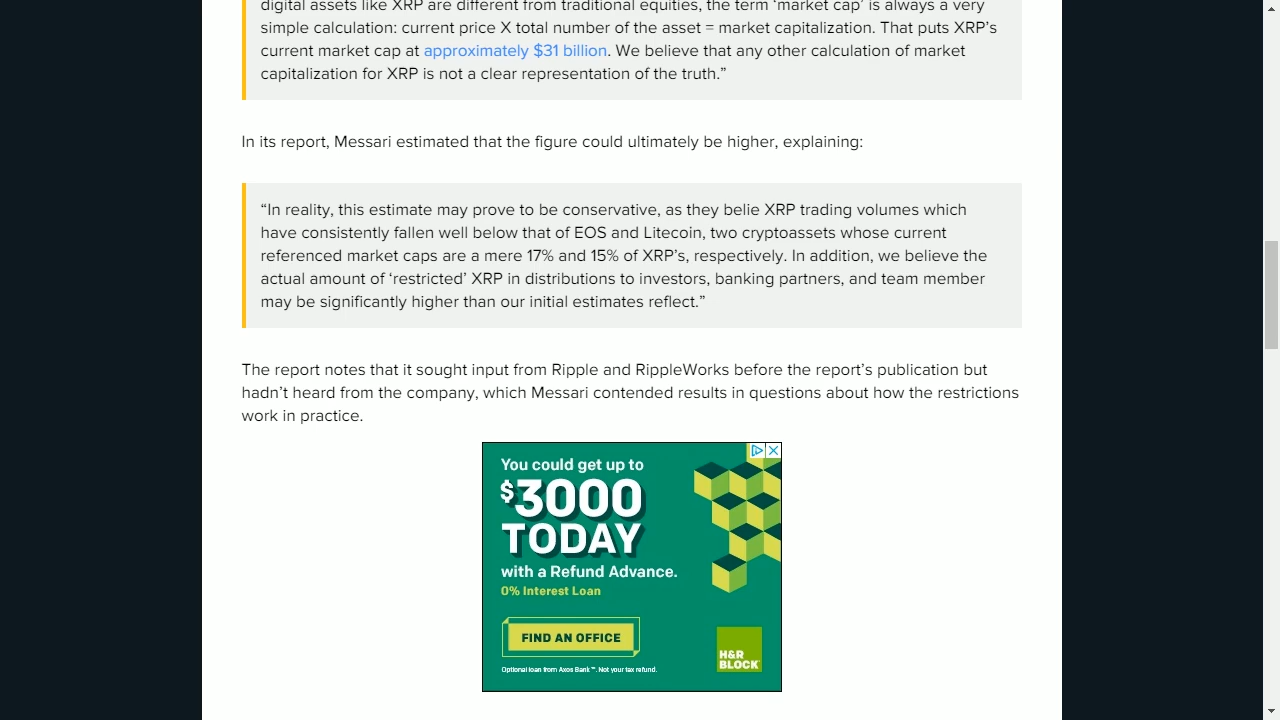 digital assets like XRP are different from traditional equities, the term ‘market cap’ is always a very
simple calculation: current price X total number of the asset = market capitalization. That puts XRP’s
current market cap at approximately $31 billion. We believe that any other calculation of market
capitalization for XRP is not a clear representation of the truth.”
In its report, Messari estimated that the figure could ultimately be higher, explaining:
“In reality, this estimate may prove to be conservative, as they belie XRP trading volumes which
have consistently fallen well below that of EOS and Litecoin, two cryptoassets whose current
referenced market caps are a mere 17% and 15% of XRP’s, respectively. In addition, we believe the
actual amount of ‘restricted’ XRP in distributions to investors, banking partners, and team member
may be significantly higher than our initial estimates reflect.”
The report notes that it sought input from Ripple and RippleWorks before the report’s publication but
hadn’t heard from the company, which Messari contended results in questions about how the restrictions
work in practice.
You could get up to
$3000
TODAY
with a Refund Advance.
0% Interest Loan
FIND AN OFFICE
H&R
BLOCK
Optional loan from Axos Bank™. Not your tax refund.